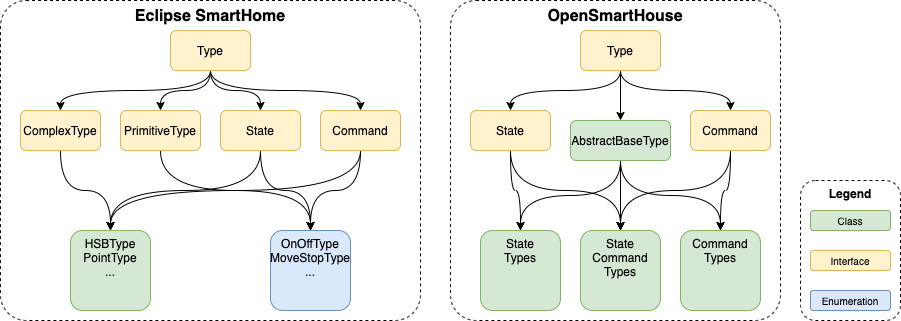 Eclipse SmartHome
Type
ComplexType
PrimitiveType
State
Command
HSBType
PointType
...
OnOffType
MoveStopType
...
OpenSmartHouse
Type
State
AbstractBaseType
Command
State
Types
State
Command
Types
Command
Types
Legend
Class
Interface
Enumeration